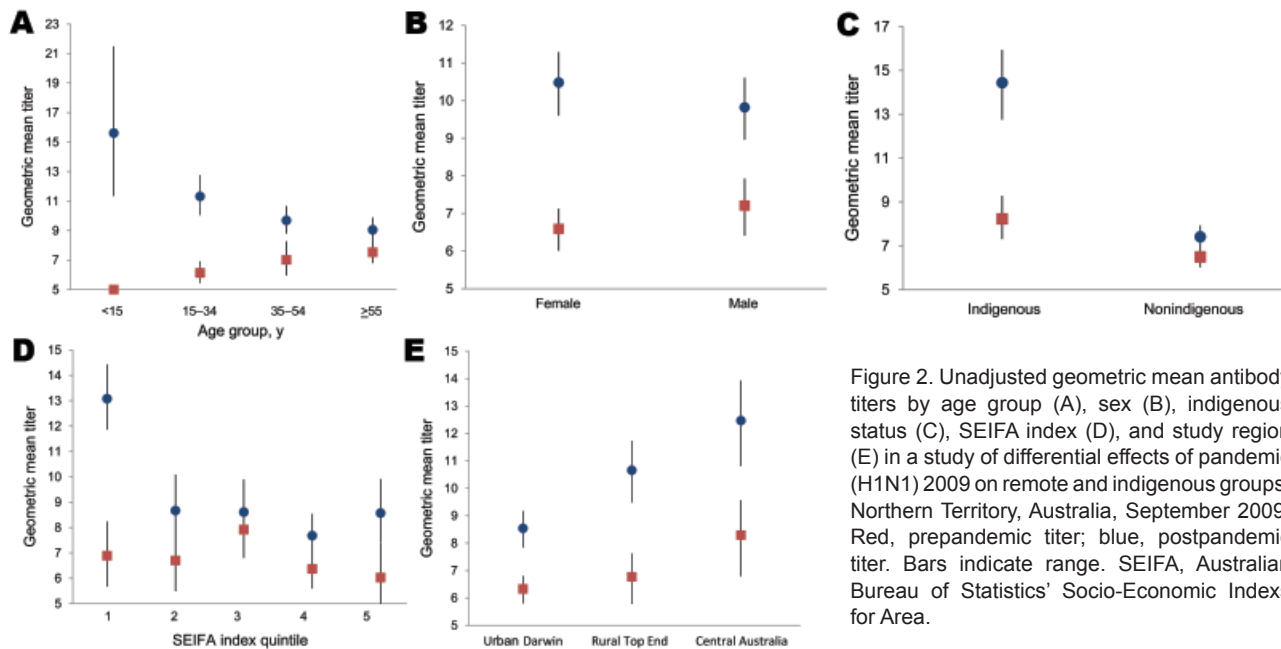 A
Geometric mean titer
23
21
19
17
15
13
11
9
7
5
<15
15–34
35–54
≥55
Age group, y
B
Geometric mean titer
12
11
10
9
8
7
6
5
Female
Male
C
Geometric mean titer
17
15
13
11
9
7
5
Indigenous
Nonindigenous
D
Geometric mean titer
15
14
13
12
11
10
9
8
7
6
5
1
2
3
4
5
SEIFA index quintile
E
Geometric mean titer
15
14
13
12
11
10
9
8
7
6
5
Urban Darwin
Rural Top End
Central Australia
Figure 2. Unadjusted geometric mean antibody
titers by age group (A), sex (B), indigenous
status (C), SEIFA index (D), and study region
(E) in a study of differential effects of pandemic
(H1N1) 2009 on remote and indigenous groups
Northern Territory, Australia, September 2009
Red, prepandemic titer; blue, postpandemic
titer. Bars indicate range. SEIFA, Australian
Bureau of Statistics’ Socio-Economic Index
for Area.